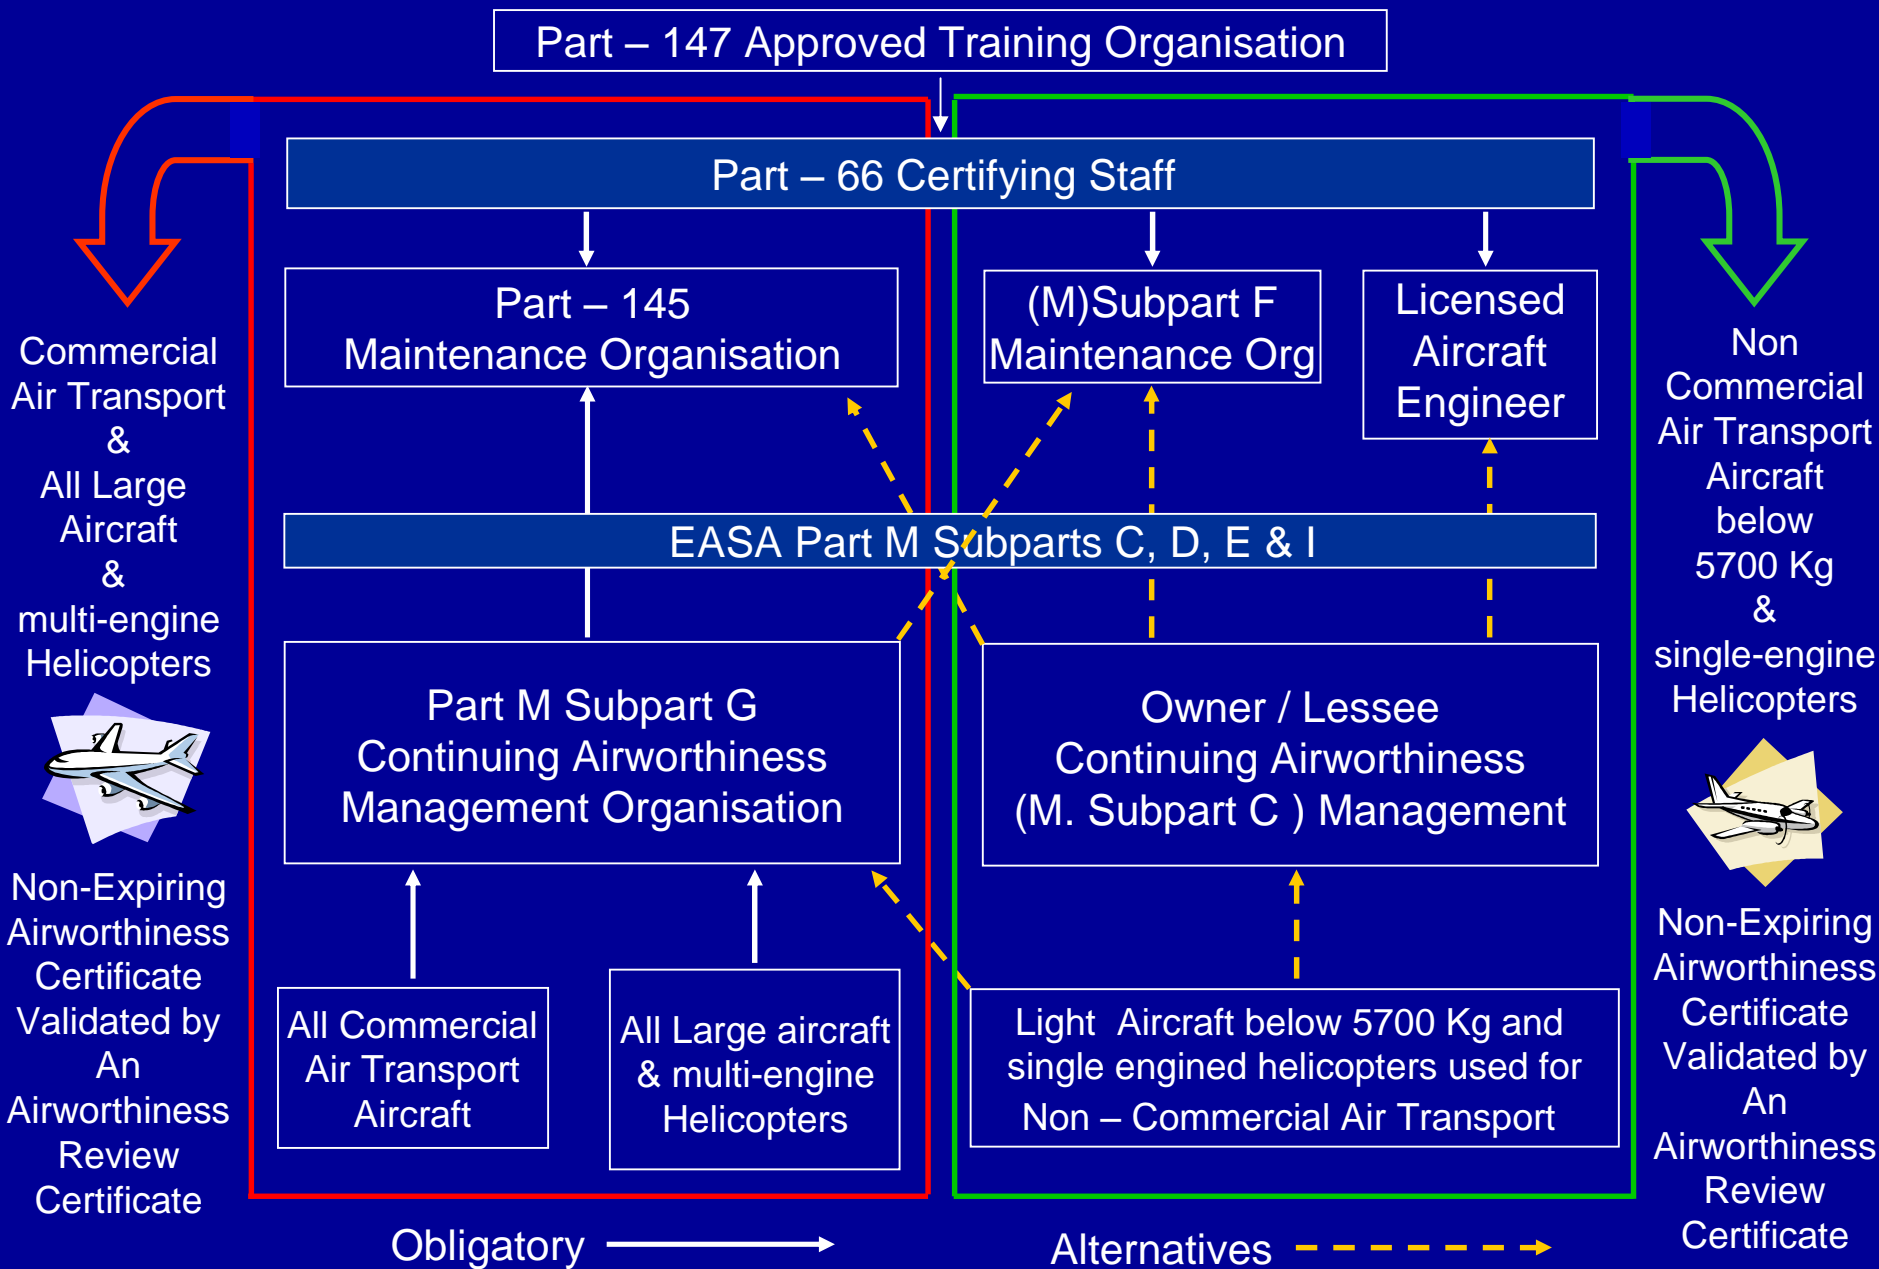 Part – 147 Approved Training Organisation
Part – 66 Certifying Staff
Part – 145
Maintenance Organisation
(M)Subpart F
Maintenance Org
Licensed
Aircraft
Engineer
Commercial
Air Transport
&
All Large
Aircraft
&
multi-engine
Helicopters
Non
Commercial
Air Transport
Aircraft
below
5700 Kg
&
single-engine
Helicopters
EASA Part M Subparts C, D, E & I
Part M Subpart G
Continuing Airworthiness
Management Organisation
Owner / Lessee
Continuing Airworthiness
(M. Subpart C ) Management
Non-Expiring
Airworthiness
Certificate
Validated by
An
Airworthiness
Review
Certificate
All Commercial
Air Transport
Aircraft
All Large aircraft
& multi-engine
Helicopters
Light Aircraft below 5700 Kg and
single engined helicopters used for
Non – Commercial Air Transport
Non-Expiring
Airworthiness
Certificate
Validated by
An
Airworthiness
Review
Certificate
Obligatory
Alternatives